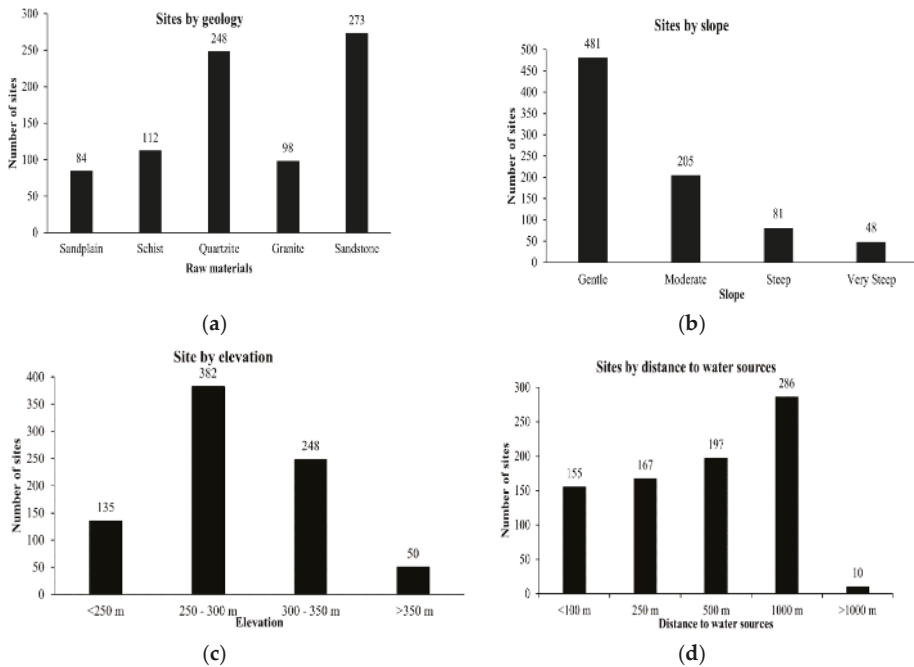 Sites by geology
Number of sites
300
250
200
150
100
50
0
84
112
248
98
273
Sandplain Schist Quartzite Granite Sandstone
Raw materials
(a)
Sites by slope
Number of sites
500
450
400
350
300
250
200
150
100
50
0
481
205
81
48
Gentle Moderate Steep Very Steep
Slope
(b)
Site by elevation
Number of sites
400
350
300
250
200
150
100
50
0
135
382
248
50
<250 m 250 - 300 m 300 - 350 m >350 m
Elevation
(c)
Sites by distance to water sources
Number of sites
300
250
200
150
100
50
0
155
167
197
286
10
<100 m 250 m 500 m 1000 m >1000 m
Distance to water sources
(d)